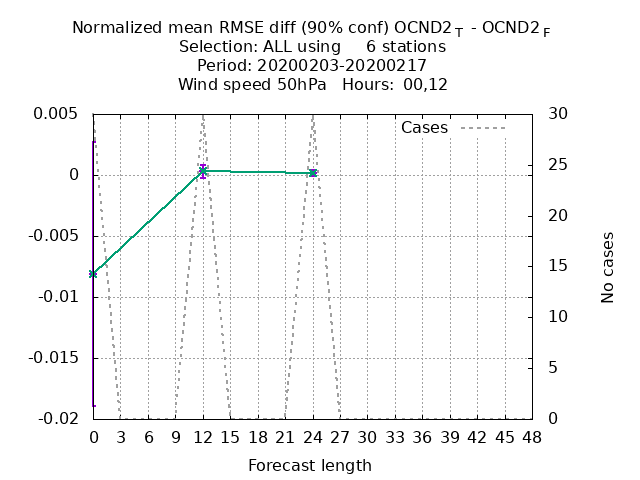 Normalized mean RMSE diff (90% conf) OCND2 T - OCND2 F
Selection: ALL using 6 stations
Period: 20200203-20200217
Wind speed 50hPa Hours: 00,12
Cases
0.005
0
-0.005
-0.01
-0.015
-0.02
30
25
20
15
10
5
0
No cases
0 3 6 9 12 15 18 21 24 27 30 33 36 39 42 45 48
Forecast length